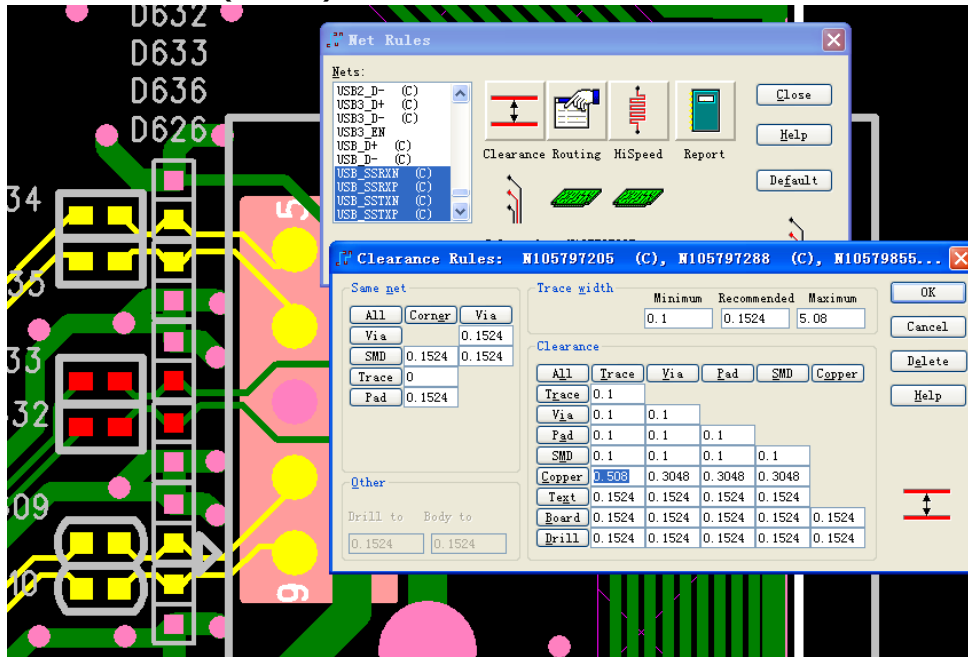 D632
D633
D636
D626
34
35
33
32
09
10
5
9
Net Rules
Nets:
USB2_D- (C)
USB3_D+ (C)
USB3_D- (C)
USB3_EN
USB_D+ (C)
USB_D- (C)
USB_SSRXN (C)
USB_SSRXP (C)
USB_SSTXN (C)
USB_SSTXP (C)
Clearance Routing HiSpeed Report
Close
Help
Default
Clearance Rules: N105797205 (C), N105797288 (C), N10579855...
Same net
All Corner Via
Via 0.1524
SMD 0.1524 0.1524
Trace 0
Pad 0.1524
Other
Drill to Body to
0.1524 0.1524
Trace width
Minimum Recommended Maximum
0.1 0.1524 5.08
Clearance
All Trace Via Pad SMD Copper
Trace 0.1
Via 0.1 0.1
Pad 0.1 0.1 0.1
SMD 0.1 0.1 0.1 0.1
Copper 0.508 0.3048 0.3048 0.3048
Text 0.1524 0.1524 0.1524 0.1524
Board 0.1524 0.1524 0.1524 0.1524 0.1524
Drill 0.1524 0.1524 0.1524 0.1524 0.1524
OK
Cancel
Delete
Help